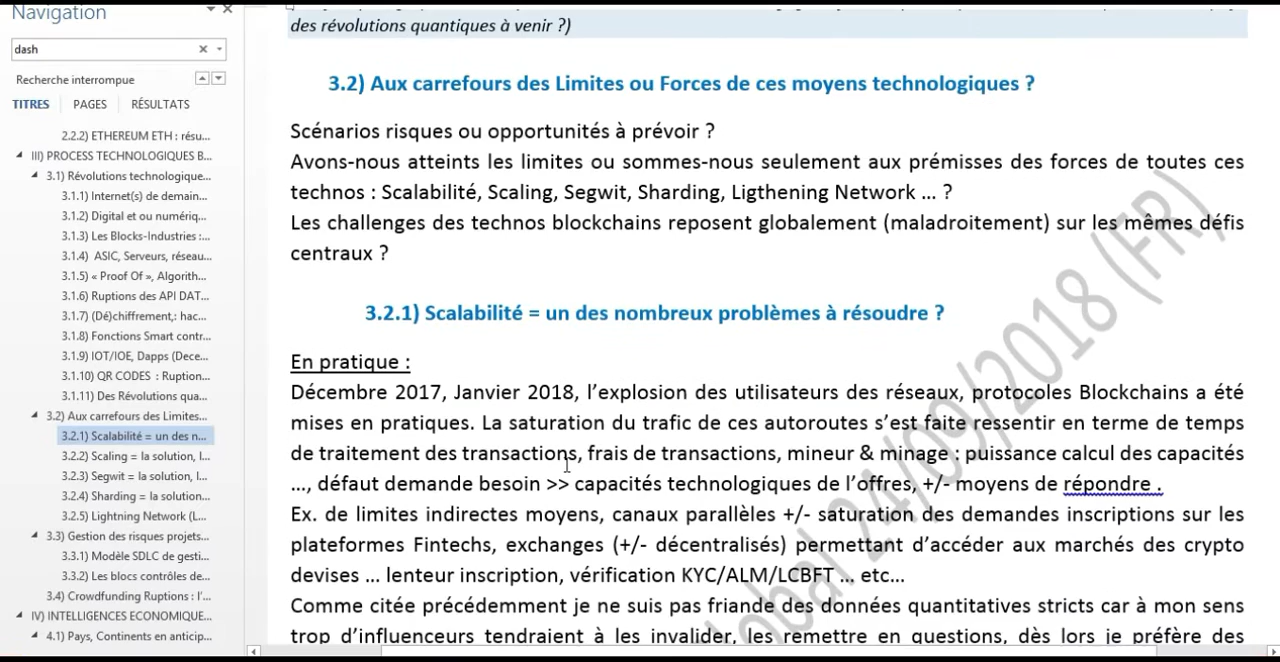 Navigation
dash
Recherche interrompue
TITRES PAGES RÉSULTATS
2.2.2) ETHEREUM ETH : résu...
III) PROCESS TECHNOLOGIQUES B...
3.1) Révolutions technologique...
3.1.1) Internet(s) de demain...
3.1.2) Digital et ou numériq...
3.1.3) Les Blocks-Industries :...
3.1.4) ASIC, Serveurs, réseau...
3.1.5) « Proof Of », Algorith...
3.1.6) Ruptions des API DAT...
3.1.7) (Dé)chiffrement,: hac...
3.1.8) Fonctions Smart contr...
3.1.9) IOT/IOE, Dapps (Dece...
3.1.10) QR CODES : Ruption...
3.1.11) Des Révolutions qua...
3.2) Aux carrefours des Limites...
3.2.1) Scalabilité = un des n...
3.2.2) Scaling = la solution, l...
3.2.3) Segwit = la solution, l...
3.2.4) Sharding = la solution...
3.2.5) Lightning Network (L...
3.3) Gestion des risques projets...
3.3.1) Modèle SDLC de gesti...
3.3.2) Les blocs contrôles de...
3.4) Crowdfunding Ruptions : l'...
IV) INTELLIGENCES ECONOMIQUE...
4.1) Pays, Continents en anticip...
des révolutions quantiques à venir ?)
3.2) Aux carrefours des Limites ou Forces de ces moyens technologiques ?
Scénarios risques ou opportunités à prévoir ?
Avons-nous atteints les limites ou sommes-nous seulement aux prémisses des forces de toutes ces
technos : Scalabilité, Scaling, Segwit, Sharding, Ligthening Network ... ?
Les challenges des technos blockchains reposent globalement (maladroitement) sur les mêmes défis
centraux ?
3.2.1) Scalabilité = un des nombreux problèmes à résoudre ?
En pratique :
Décembre 2017, Janvier 2018, l'explosion des utilisateurs des réseaux, protocoles Blockchains a été
mises en pratiques. La saturation du trafic de ces autoroutes s'est faite ressentir en terme de temps
de traitement des transactions, frais de transactions, mineur & minage : puissance calcul des capacités
..., défaut demande besoin >> capacités technologiques de l'offres, +/- moyens de répondre .
Ex. de limites indirectes moyens, canaux parallèles +/- saturation des demandes inscriptions sur les
plateformes Fintechs, exchanges (+/- décentralisés) permettant d'accéder aux marchés des crypto
devises ... lenteur inscription, vérification KYC/ALM/LCBFT ... etc...
Comme citée précédemment je ne suis pas friande des données quantitatives stricts car à mon sens
trop d'influenceurs tendraient à les invalider, les remettre en questions, dès lors je préfère des
obal 24/09/2018 (FR)